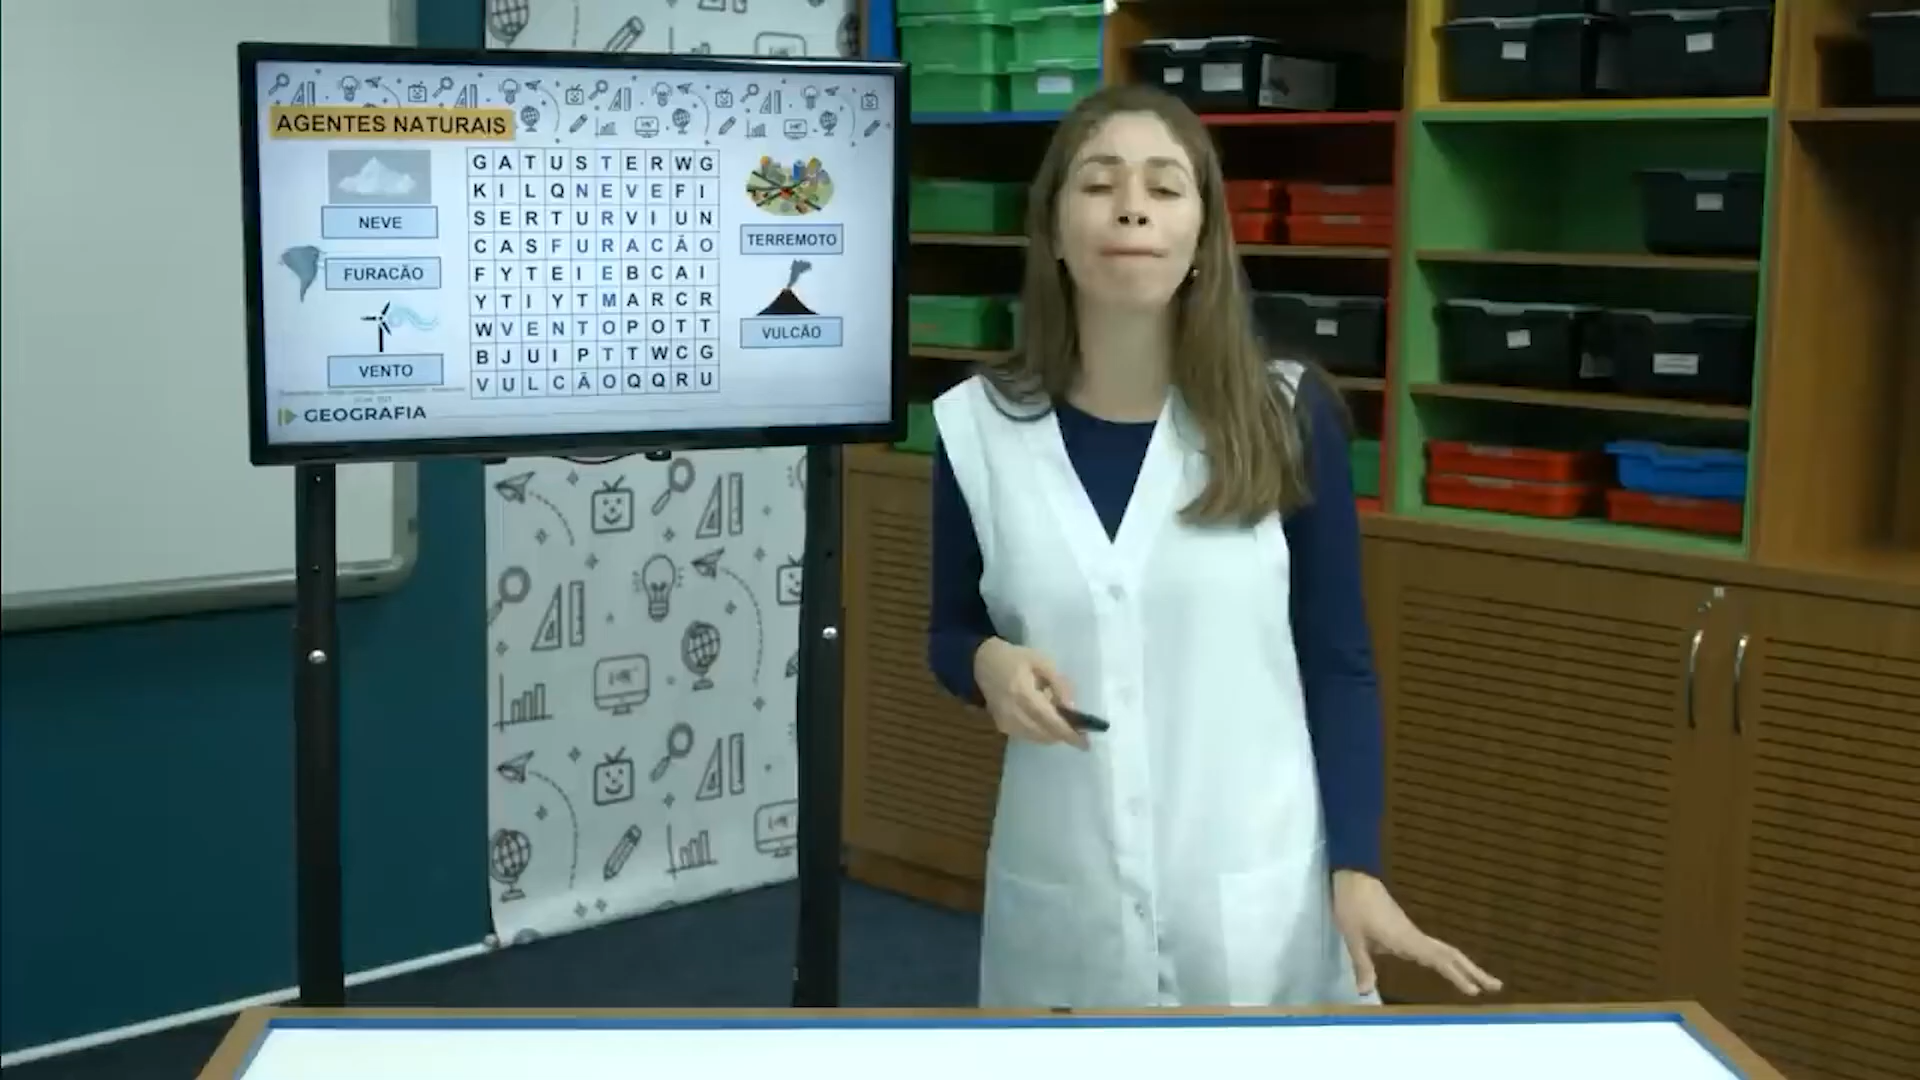 AGENTES NATURAIS
NEVE
FURACÃO
VENTO
G A T U S T E R W G
K I L Q N E V E F I
S E R T U R V I U N
C A S F U R A C Ã O
F Y T E I E B C A I
Y T I Y T M A R C R
W V E N T O P O T T
B J U I P T T W C G
V U L C Ã O Q Q R U
TERREMOTO
VULCÃO
GEOGRAFIA